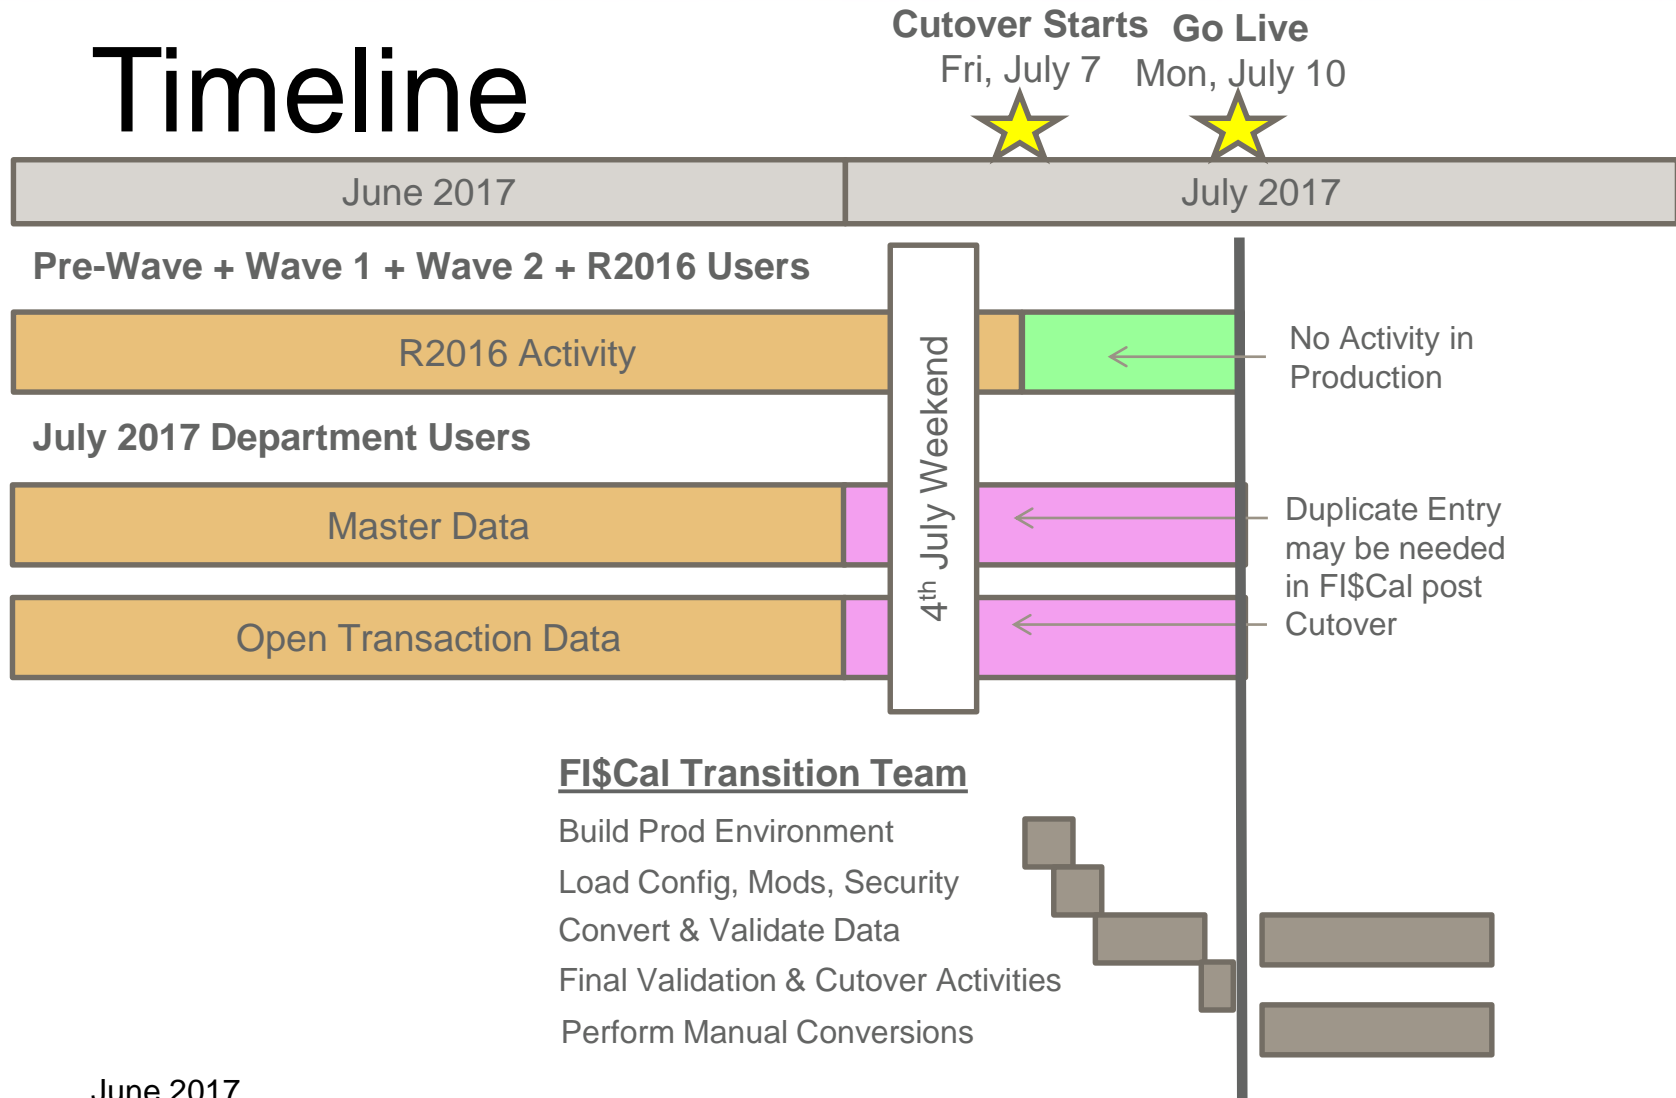 Timeline
Cutover Starts
Fri, July 7
Go Live
Mon, July 10
June 2017
July 2017
Pre-Wave + Wave 1 + Wave 2 + R2016 Users
R2016 Activity
No Activity in
Production
4th July Weekend
July 2017 Department Users
Master Data
Open Transaction Data
Duplicate Entry
may be needed
in FI$Cal post
Cutover
FI$Cal Transition Team
Build Prod Environment
Load Config, Mods, Security
Convert & Validate Data
Final Validation & Cutover Activities
Perform Manual Conversions
June 2017